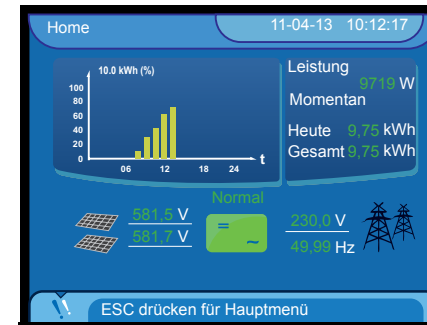 Home
11-04-13 10:12:17
10.0 kWh (%)
100
80
60
40
20
0
06 12 18 24
t
Leistung
9719 W
Momentan
Heute 9,75 kWh
Gesamt 9,75 kWh
Normal
581,5 V
581,7 V
230,0 V
49,99 Hz
ESC drücken für Hauptmenü